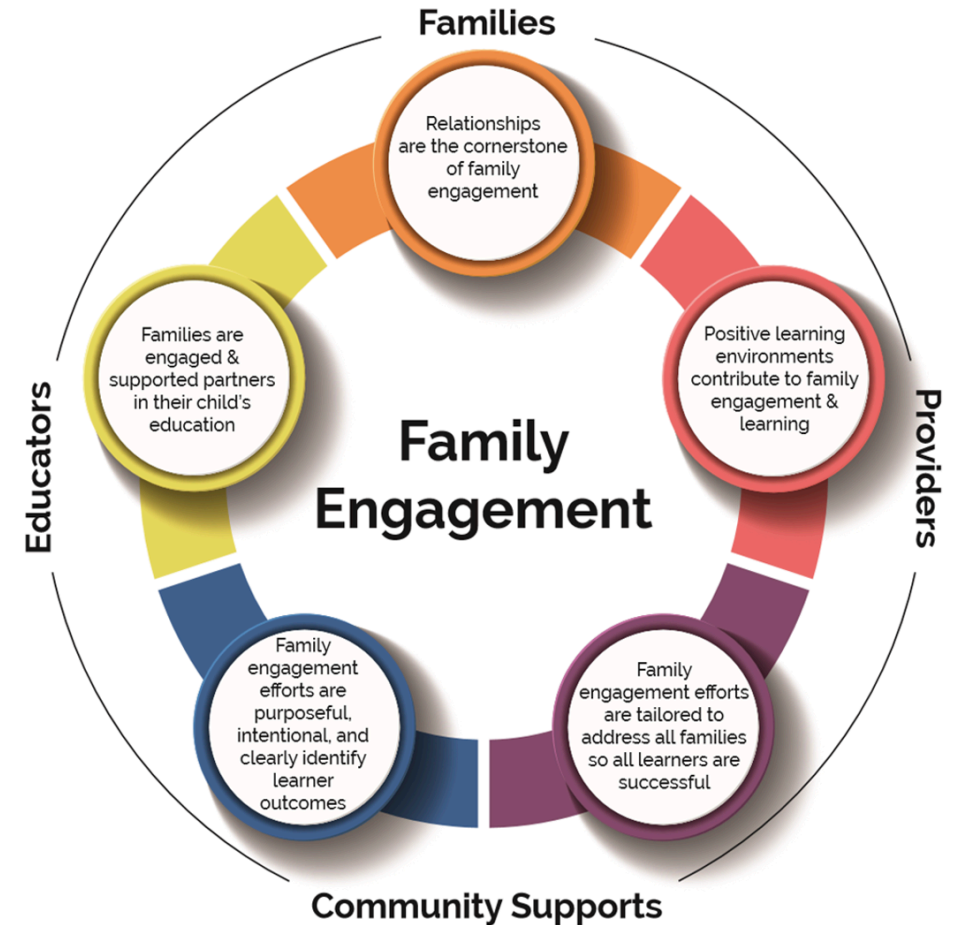 Families
Relationships
are the cornerstone
of family
engagement
Families are
engaged &
supported partners
in their child's
education
Positive learning
environments
contribute to family
engagement &
learning
Educators
Family
Engagement
Providers
Family
engagement
efforts are
purposeful,
intentional, and
clearly identify
learner
outcomes
Family
engagement efforts
are tailored to
address all families
so all learners are
successful
Community Supports